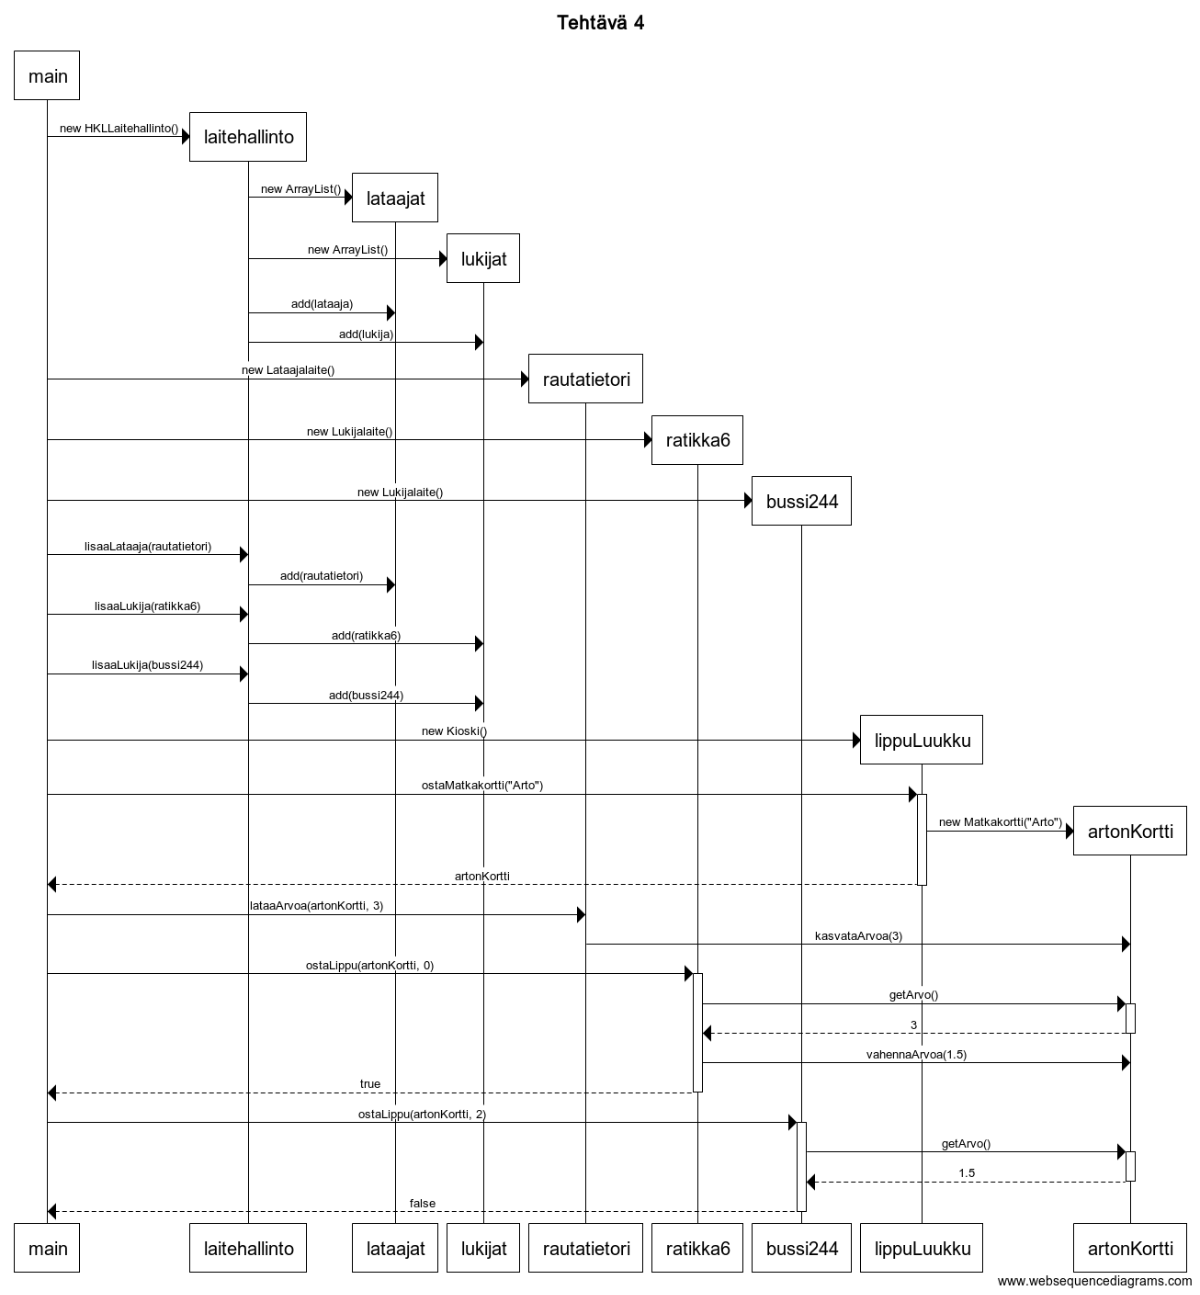 Tehtävä 4
main
new HKLLaitehallinto()
laitehallinto
new ArrayList()
lataajat
new ArrayList()
lukijat
add(lataaja)
add(lukija)
new Lataajalaite()
rautatietori
new Lukijalaite()
ratikka6
new Lukijalaite()
bussi244
lisaaLataaja(rautatietori)
add(rautatietori)
lisaaLukija(ratikka6)
add(ratikka6)
lisaaLukija(bussi244)
add(bussi244)
new Kioski()
lippuLuukku
ostaMatkakortti("Arto")
new Matkakortti("Arto")
artonKortti
artonKortti
lataaArvoa(artonKortti, 3)
kasvataArvoa(3)
ostaLippu(artonKortti, 0)
getArvo()
3
vahennaArvoa(1.5)
true
ostaLippu(artonKortti, 2)
getArvo()
1.5
false
main laitehallinto lataajat lukijat rautatietori ratikka6 bussi244 lippuLuukku artonKortti
www.websequencediagrams.com